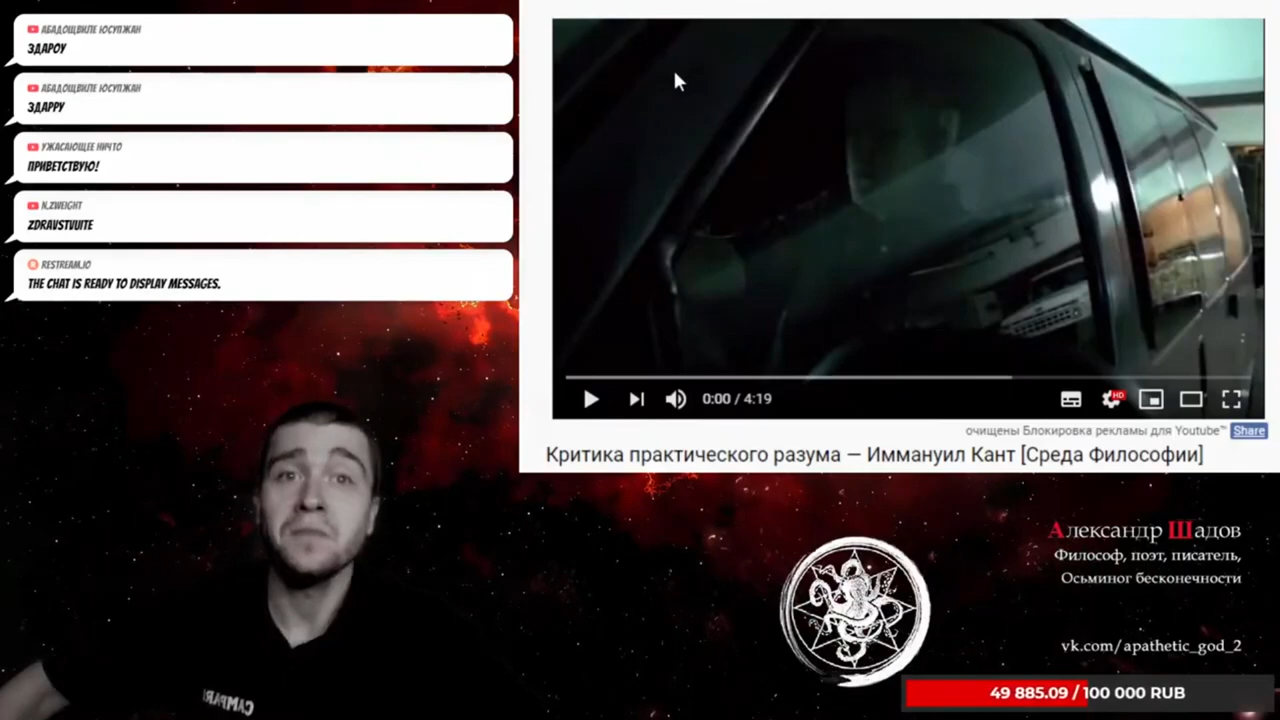 АБАДОЩВИЛЕ ЮСУПЖАН
ЗДАРОУ
АБАДОЩВИЛЕ ЮСУПЖАН
ЗДАРРУ
УЖАСАЮЩЕЕ НИЧТО
ПРИВЕТСТВУЮ!
N.ZWEIGHT
ZDRAVSTVUITE
RESTREAM.IO
THE CHAT IS READY TO DISPLAY MESSAGES.
0:00 / 4:19
HD
очищены Блокировка рекламы для Youtube™ Share
Критика практического разума — Иммануил Кант [Среда Философии]
Александр Шадов
Философ, поэт, писатель,
Осьминог бесконечности
vk.com/apathetic_god_2
49 885.09 / 100 000 RUB
CAMPARI